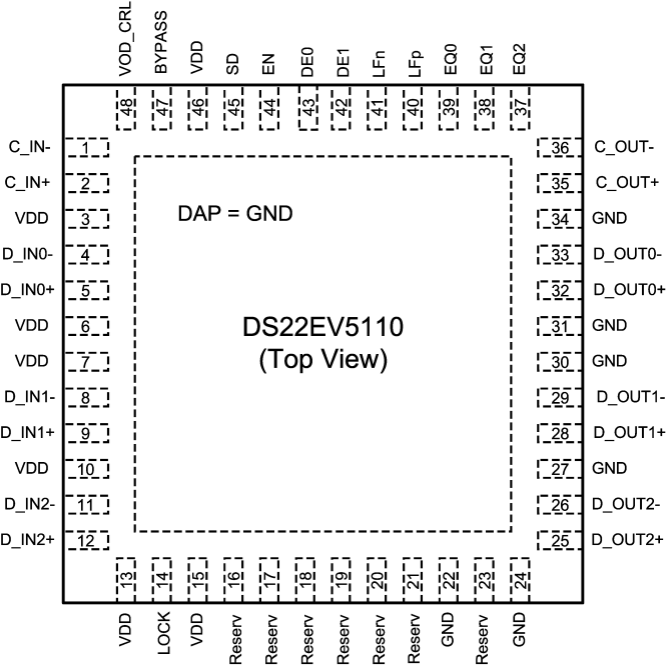 VOD_CRL
BYPASS
VDD
SD
EN
DE0
DE1
LFn
LFp
EQ0
EQ1
EQ2
48 47 46 45 44 43 42 41 40 39 38 37
C_IN- 1 36 C_OUT-
C_IN+ 2 35 C_OUT+
VDD 3 34 GND
DAP = GND
D_IN0- 4 33 D_OUT0-
D_IN0+ 5 32 D_OUT0+
VDD 6 31 GND
DS22EV5110
(Top View)
VDD 7 30 GND
D_IN1- 8 29 D_OUT1-
D_IN1+ 9 28 D_OUT1+
VDD 10 27 GND
D_IN2- 11 26 D_OUT2-
D_IN2+ 12 25 D_OUT2+
13 14 15 16 17 18 19 20 21 22 23 24
VDD
LOCK
VDD
Reserv
Reserv
Reserv
Reserv
Reserv
Reserv
GND
Reserv
GND